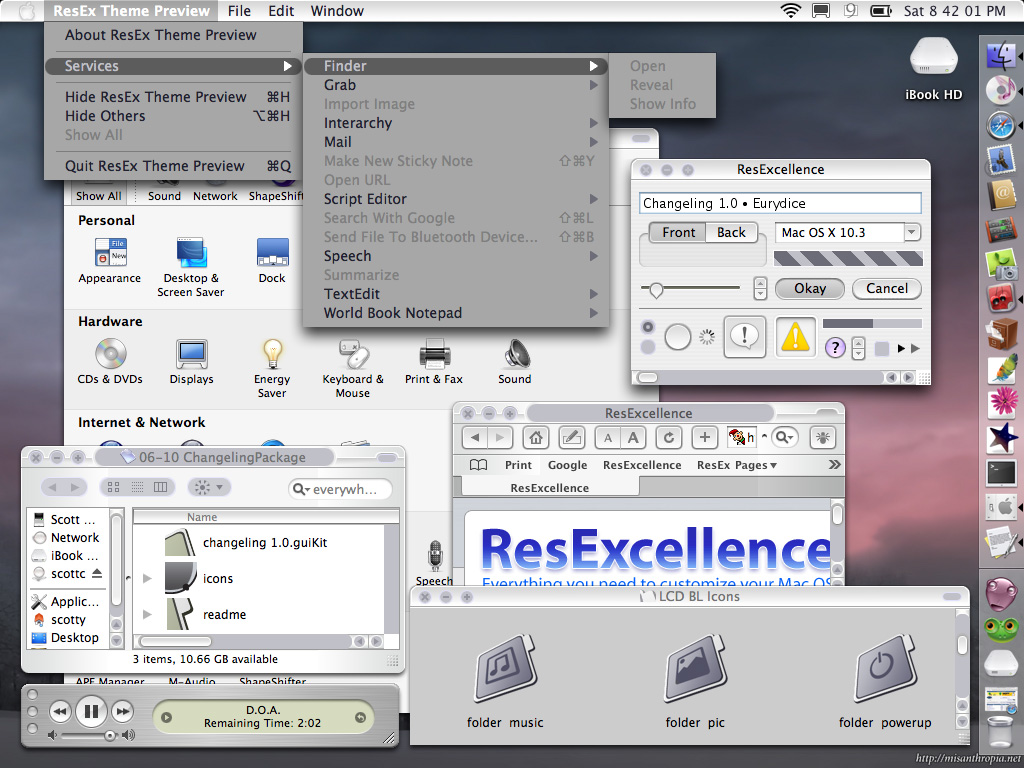 ResEx Theme Preview File Edit Window Sat 8 42 01 PM
About ResEx Theme Preview
Services
Hide ResEx Theme Preview ⌘H
Hide Others ⌥⌘H
Show All
Quit ResEx Theme Preview ⌘Q
Finder
Grab
Import Image
Interarchy
Mail
Make New Sticky Note ⇧⌘Y
Open URL
Script Editor
Search With Google ⇧⌘L
Send File To Bluetooth Device... ⇧⌘B
Speech
Summarize
TextEdit
World Book Notepad
Open
Reveal
Show Info
iBook HD
Show All Sound Network ShapeShift
Personal
Appearance
Desktop &
Screen Saver
Dock
Hardware
CDs & DVDs
Displays
Energy
Saver
Keyboard &
Mouse
Print & Fax
Sound
Internet & Network
Speech
APE Manager M-Audio ShapeShifter
ResExcellence
Changeling 1.0 • Eurydice
Front Back Mac OS X 10.3
Okay Cancel
ResExcellence
A A
h
Print Google ResExcellence ResEx Pages
ResExcellence
ResExcellence
Everything you need to customize your Mac OS
06-10 ChangelingPackage
everywh...
Name
Scott ...
Network
iBook ...
scottc
Applic...
scotty
Desktop
changeling 1.0.guiKit
icons
readme
3 items, 10.66 GB available
D.O.A.
Remaining Time: 2:02
LCD BL Icons
folder music
folder pic
folder powerup
http://misanthropia.net